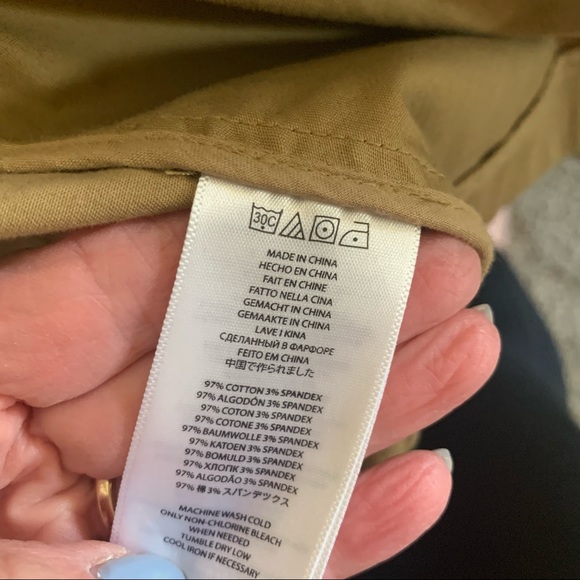 30C
MADE IN CHINA
HECHO EN CHINA
FAIT EN CHINE
FATTO NELLA CINA
GEMACHT IN CHINA
GEMAAKTE IN CHINA
LAVE I KINA
СДЕЛАННЫЙ В ФАРФОРЕ
FEITO EM CHINA
中国で作られました
97% COTTON 3% SPANDEX
97% ALGODÓN 3% SPANDEX
97% COTON 3% SPANDEX
97% COTONE 3% SPANDEX
97% BAUMWOLLE 3% SPANDEX
97% KATOEN 3% SPANDEX
97% BOMULD 3% SPANDEX
97% ХЛОПК 3% SPANDEX
97% ALGODÃO 3% SPANDEX
97% 棉 3% スパンデックス
MACHINE WASH COLD
ONLY NON-CHLORINE BLEACH
WHEN NEEDED
TUMBLE DRY LOW
COOL IRON IF NECESSARY